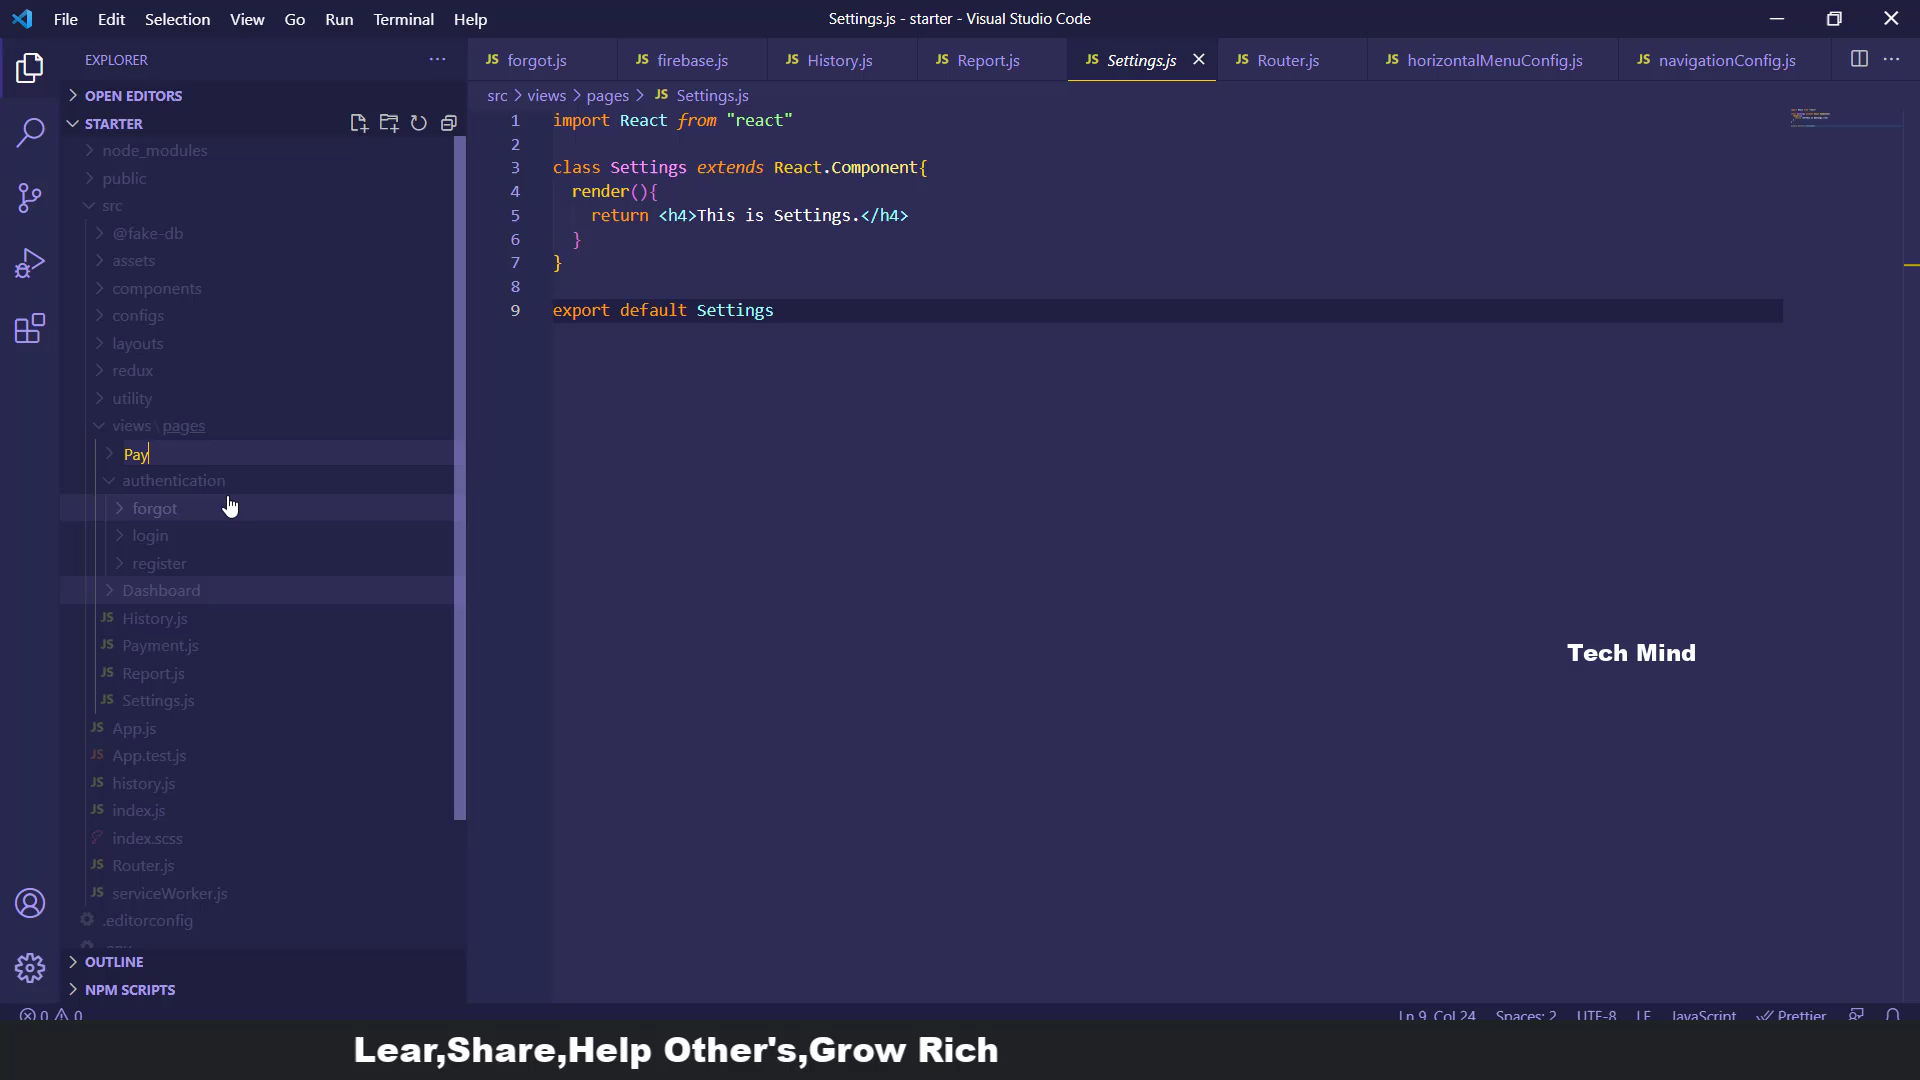 File Edit Selection View Go Run Terminal Help
Settings.js - starter - Visual Studio Code
EXPLORER
JS forgot.js JS firebase.js JS History.js JS Report.js JS Settings.js JS Router.js JS horizontalMenuConfig.js JS navigationConfig.js
OPEN EDITORS
src > views > pages > JS Settings.js
STARTER
node_modules
public
src
@fake-db
assets
components
configs
layouts
redux
utility
views \ pages
Pay
authentication
forgot
login
register
Dashboard
JS History.js
JS Payment.js
JS Report.js
JS Settings.js
JS App.js
JS App.test.js
JS history.js
JS index.js
index.scss
JS Router.js
JS serviceWorker.js
.editorconfig
OUTLINE
NPM SCRIPTS
1 import React from "react"
2
3 class Settings extends React.Component{
4 render(){
5 return <h4>This is Settings.</h4>
6 }
7 }
8
9 export default Settings
Tech Mind
0 0
Ln 9, Col 24 Spaces: 2 UTF-8 LF JavaScript Prettier
Lear,Share,Help Other's,Grow Rich